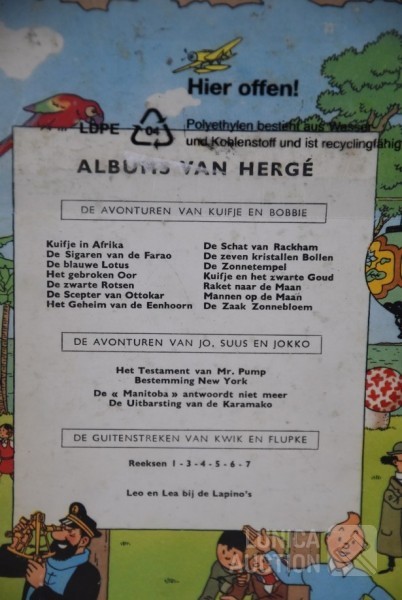 Hier offen!
LDPE
04
Polyethylen besteht aus Wasser-
und Kohlenstoff und ist recyclingfähig
ALBUMS VAN HERGÉ
DE AVONTUREN VAN KUIFJE EN BOBBIE
Kuifje in Afrika
De Sigaren van de Farao
De blauwe Lotus
Het gebroken Oor
De zwarte Rotsen
De Scepter van Ottokar
Het Geheim van de Eenhoorn
De Schat van Rackham
De zeven kristallen Bollen
De Zonnetempel
Kuifje en het zwarte Goud
Raket naar de Maan
Mannen op de Maan
De Zaak Zonnebloem
DE AVONTUREN VAN JO, SUUS EN JOKKO
Het Testament van Mr. Pump
Bestemming New York
De « Manitoba » antwoordt niet meer
De Uitbarsting van de Karamako
DE GUITENSTREKEN VAN KWIK EN FLUPKE
Reeksen 1 - 3 - 4 - 5 - 6 - 7
Leo en Lea bij de Lapino's
UNICA
AUCTION